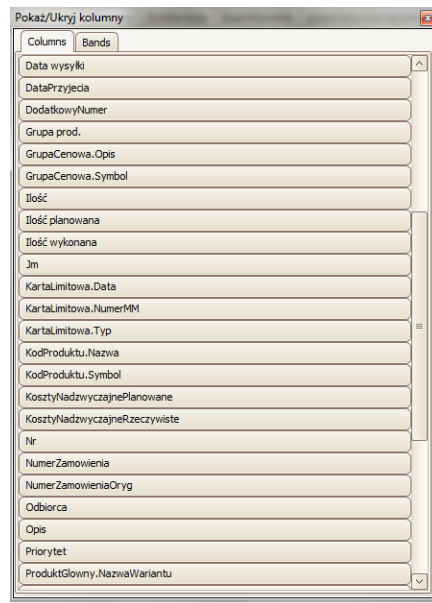 Pokaż/Ukryj kolumny
Columns Bands
Data wysyłki
DataPrzyjecia
DodatkowyNumer
Grupa prod.
GrupaCenowa.Opis
GrupaCenowa.Symbol
Ilość
Ilość planowana
Ilość wykonana
Jm
KartaLimitowa.Data
KartaLimitowa.NumerMM
KartaLimitowa.Typ
KodProduktu.Nazwa
KodProduktu.Symbol
KosztyNadzwyczajnePlanowane
KosztyNadzwyczajneRzeczywiste
Nr
NumerZamowienia
NumerZamowieniaOryg
Odbiorca
Opis
Priorytet
ProduktGlowny.NazwaWariantu